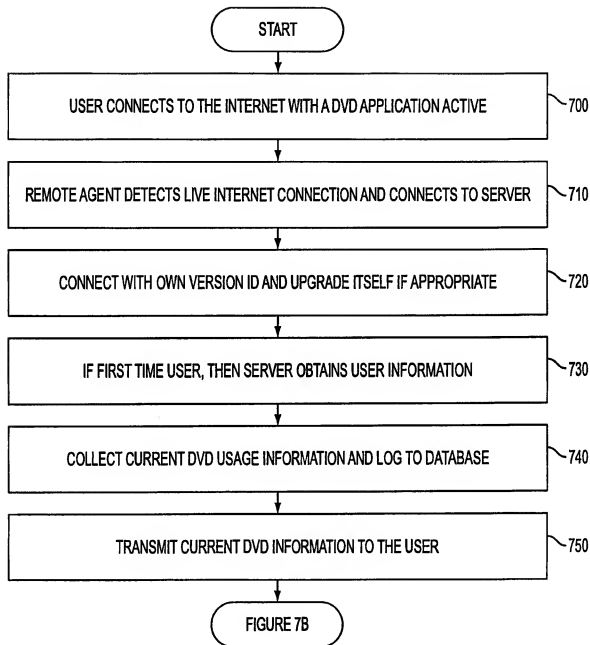 START
USER CONNECTS TO THE INTERNET WITH A DVD APPLICATION ACTIVE
700
REMOTE AGENT DETECTS LIVE INTERNET CONNECTION AND CONNECTS TO SERVER
710
CONNECT WITH OWN VERSION ID AND UPGRADE ITSELF IF APPROPRIATE
720
IF FIRST TIME USER, THEN SERVER OBTAINS USER INFORMATION
730
COLLECT CURRENT DVD USAGE INFORMATION AND LOG TO DATABASE
740
TRANSMIT CURRENT DVD INFORMATION TO THE USER
750
FIGURE 7B